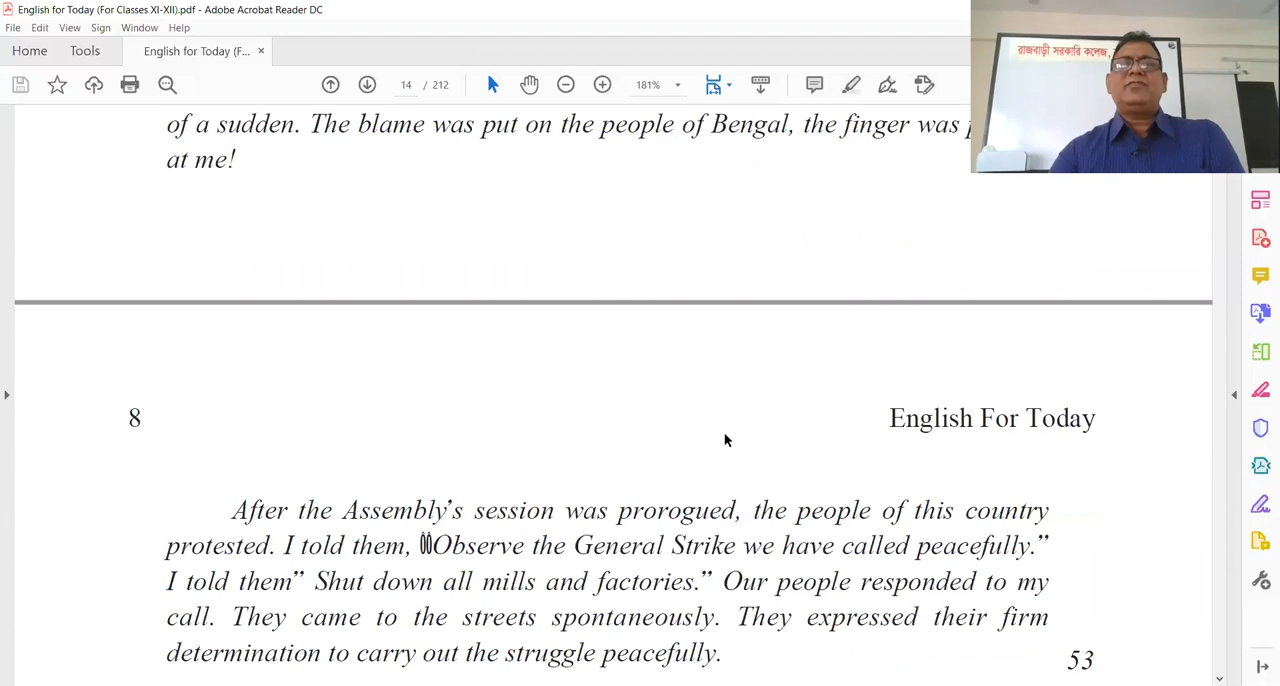 English for Today (For Classes XI-XII).pdf - Adobe Acrobat Reader DC
File Edit View Sign Window Help
Home Tools English for Today (F... ×
14 / 212 181%
রাজবাড়ী সরকারি কলেজ,
of a sudden. The blame was put on the people of Bengal, the finger was
at me!
8 English For Today
After the Assembly's session was prorogued, the people of this country
protested. I told them, Observe the General Strike we have called peacefully.”
I told them” Shut down all mills and factories.” Our people responded to my
call. They came to the streets spontaneously. They expressed their firm
determination to carry out the struggle peacefully. 53